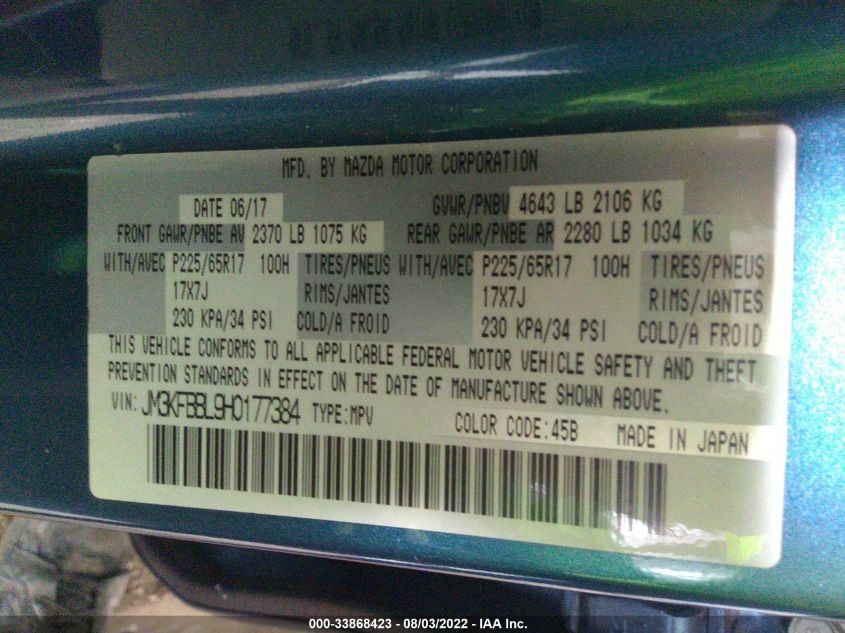 MFD. BY MAZDA MOTOR CORPORATION
DATE 06/17 GVWR/PNBV 4643 LB 2106 KG
FRONT GAWR/PNBE AV 2370 LB 1075 KG REAR GAWR/PNBE AR 2280 LB 1034 KG
WITH/AVEC P225/65R17 100H TIRES/PNEUS WITH/AVEC P225/65R17 100H TIRES/PNEUS
17X7J RIMS/JANTES 17X7J RIMS/JANTES
230 KPA/34 PSI COLD/A FROID 230 KPA/34 PSI COLD/A FROID
THIS VEHICLE CONFORMS TO ALL APPLICABLE FEDERAL MOTOR VEHICLE SAFETY AND THEFT
PREVENTION STANDARDS IN EFFECT ON THE DATE OF MANUFACTURE SHOWN ABOVE.
VIN: JM3KFBBL9H0177384 TYPE:MPV COLOR CODE:45B MADE IN JAPAN
000-33868423 - 08/03/2022 - IAA Inc.